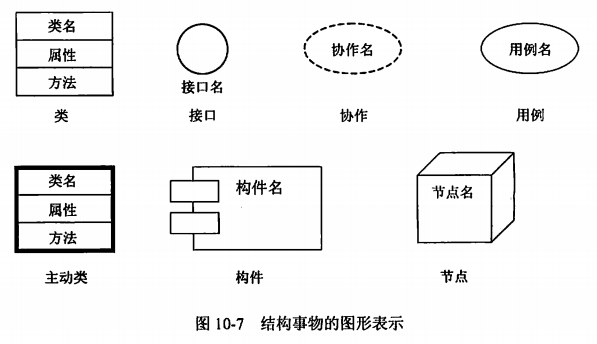 类名
属性
方法
接口名
协作名
用例名
类
接口
协作
用例
类名
属性
方法
构件名
节点名
主动类
构件
节点
图 10-7 结构事物的图形表示